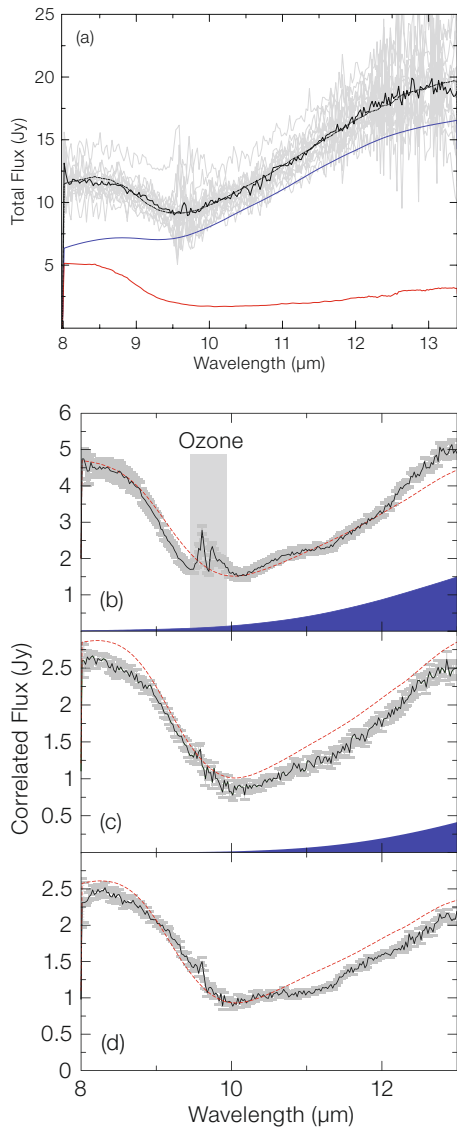 25
(a)
20
Total Flux (Jy)
15
10
5
8 9 10 11 12 13
Wavelength (µm)
6
Ozone
5
4
3
2
1
(b)
Correlated Flux (Jy)
2.5
2
1.5
1
0.5
(c)
2.5
2
1.5
1
0.5
0
(d)
8 10 12
Wavelength (µm)